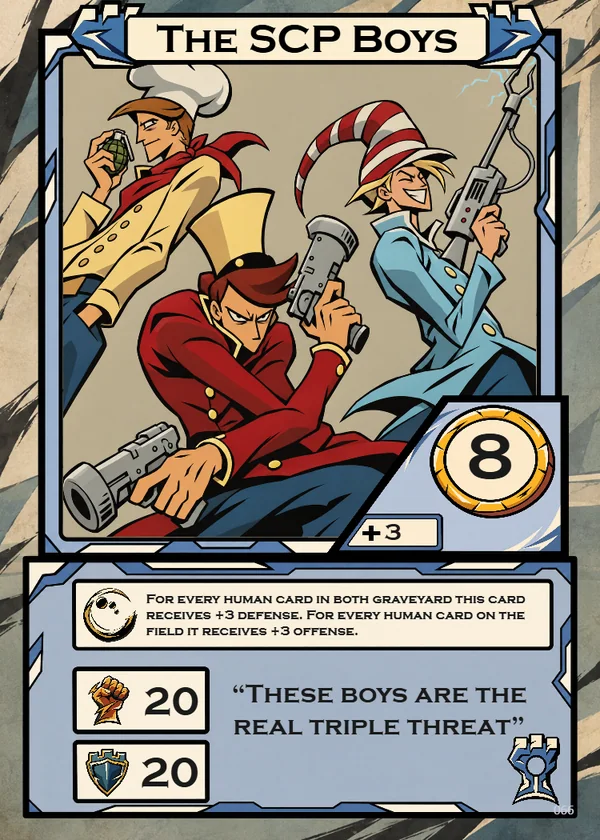 The SCP Boys
8
+3
For every human card in both graveyard this card
receives +3 defense. For every human card on the
field it receives +3 offense.
20
“These boys are the
real triple threat”
20
066